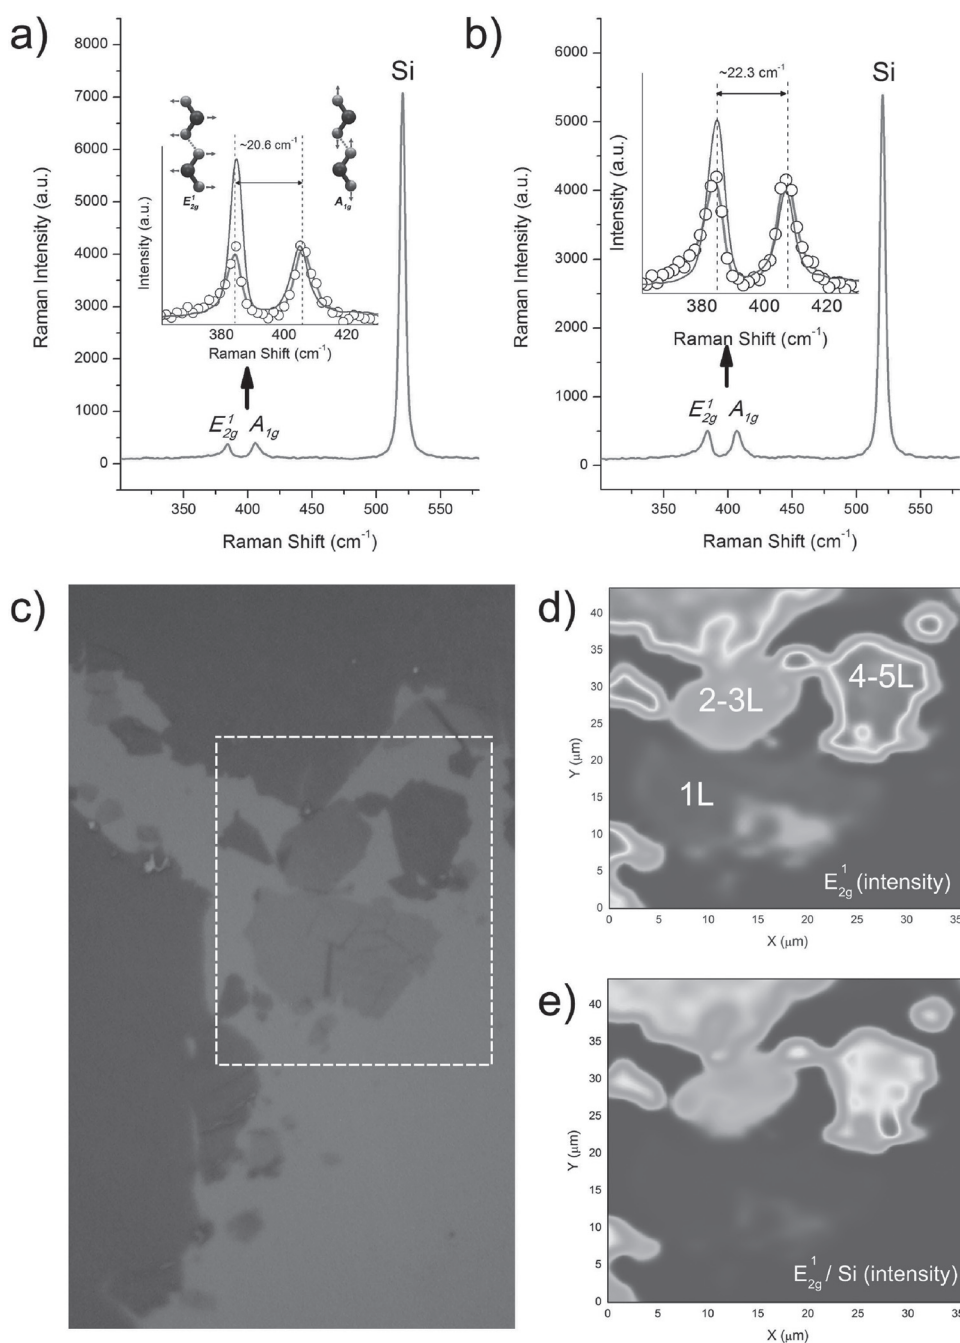 a)
8000
7000
6000
5000
4000
3000
2000
1000
0
Raman Intensity (a.u.)
Si
~20.6 cm⁻¹
E¹₂g
A₁g
Intensity (a.u.)
380 400 420
Raman Shift (cm⁻¹)
E¹₂g A₁g
350 400 450 500 550
Raman Shift (cm⁻¹)
b)
6000
5000
4000
3000
2000
1000
0
Raman Intensity (a.u.)
Si
~22.3 cm⁻¹
Intensity (a.u.)
380 400 420
Raman Shift (cm⁻¹)
E¹₂g A₁g
350 400 450 500 550
Raman Shift (cm⁻¹)
c)
d)
40
35
30
25
20
15
10
5
0
Y (μm)
2-3L
4-5L
1L
E¹₂g (intensity)
0 5 10 15 20 25 30 35
X (μm)
e)
40
35
30
25
20
15
10
5
0
Y (μm)
E¹₂g / Si (intensity)
0 5 10 15 20 25 30 35
X (μm)